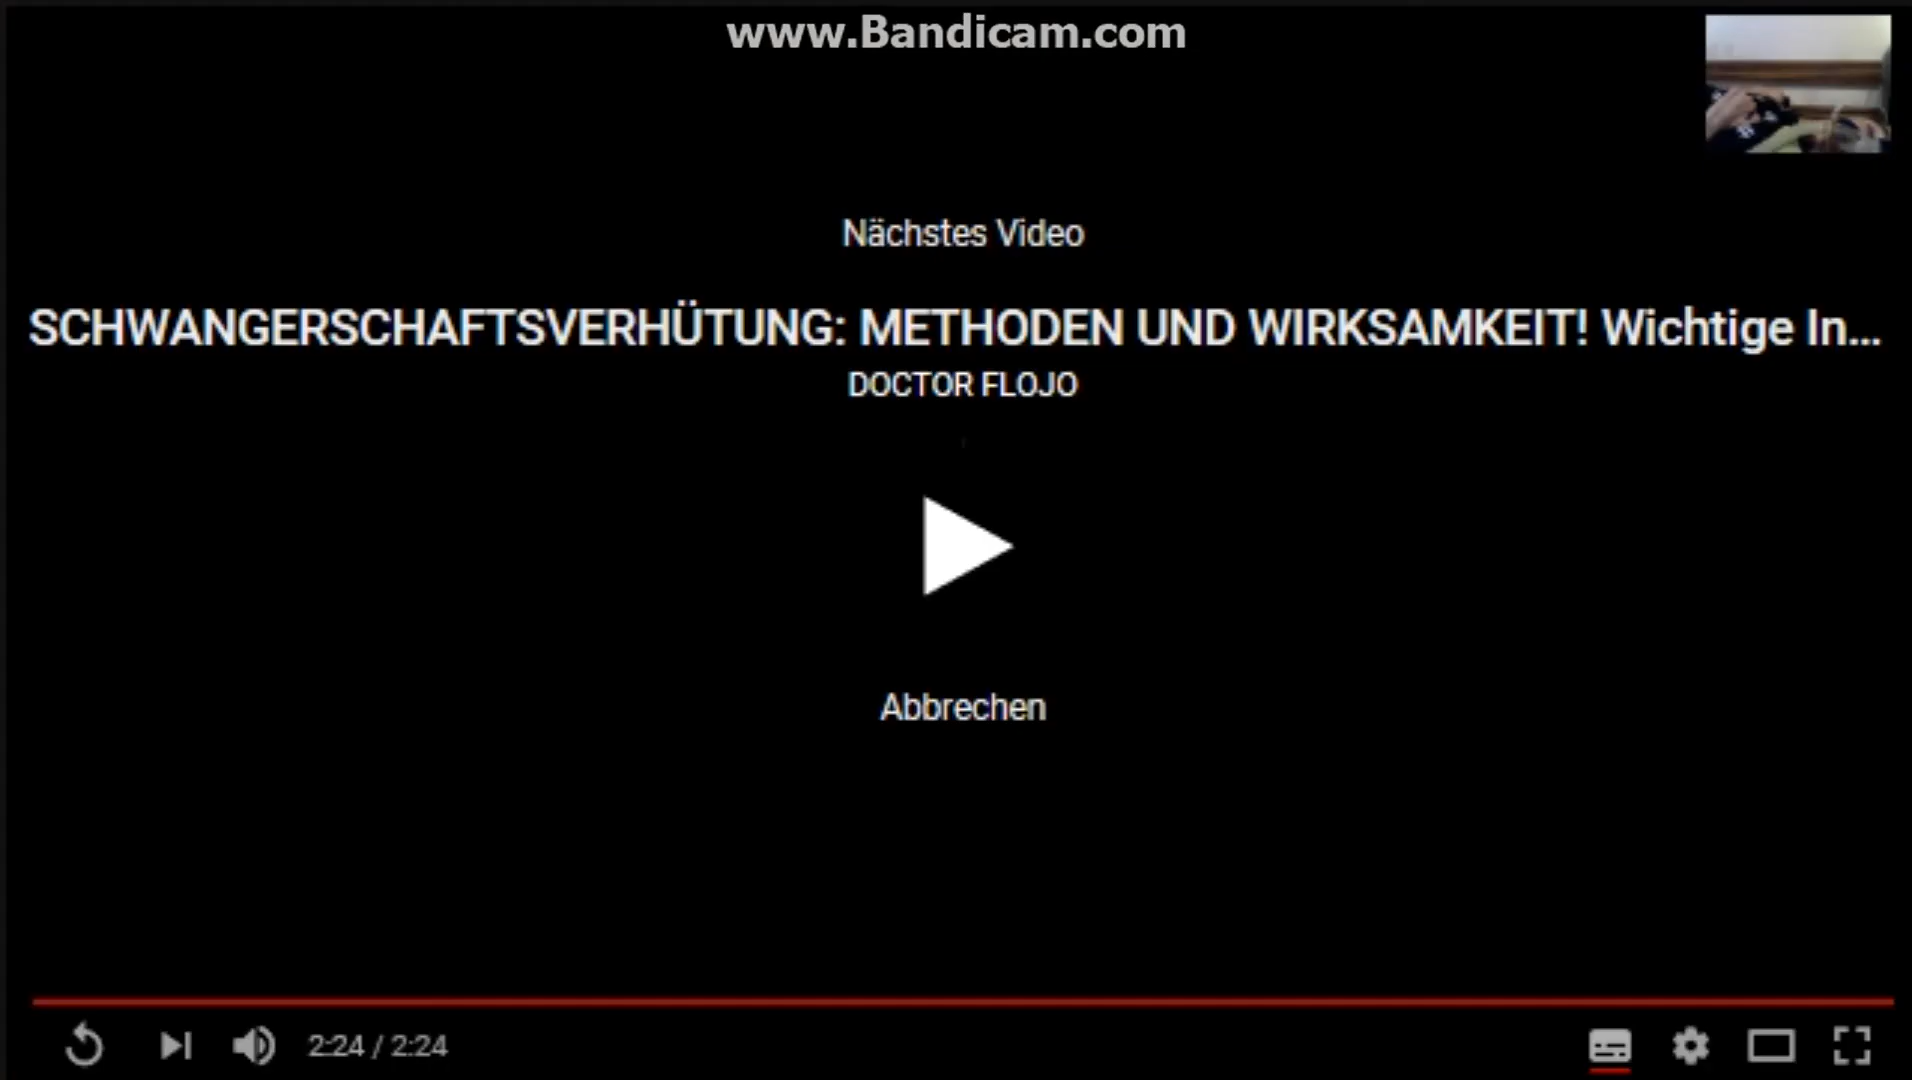 www.Bandicam.com
Nächstes Video
SCHWANGERSCHAFTSVERHÜTUNG: METHODEN UND WIRKSAMKEIT! Wichtige In...
DOCTOR FLOJO
Abbrechen
2:24 / 2:24